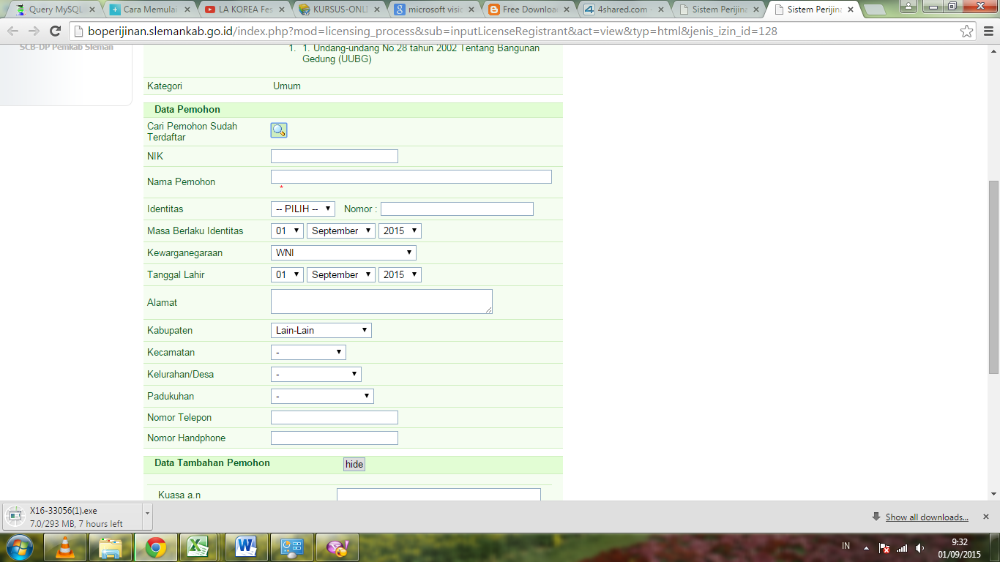 Query MySQL
Cara Memulai
LA KOREA Fes
KURSUS-ONLI
microsoft visi
Free Downloa
4shared.com
Sistem Perijina
Sistem Perijina
boperijinan.slemankab.go.id/index.php?mod=licensing_process&sub=inputLicenseRegistrant&act=view&typ=html&jenis_izin_id=128
SCB-DP Pemkab Sleman
1. 1. Undang-undang No.28 tahun 2002 Tentang Bangunan
Gedung (UUBG)
Kategori Umum
Data Pemohon
Cari Pemohon Sudah
Terdaftar
NIK
Nama Pemohon
*
Identitas -- PILIH -- Nomor :
Masa Berlaku Identitas 01 September 2015
Kewarganegaraan WNI
Tanggal Lahir 01 September 2015
Alamat
Kabupaten Lain-Lain
Kecamatan -
Kelurahan/Desa -
Padukuhan -
Nomor Telepon
Nomor Handphone
Data Tambahan Pemohon hide
Kuasa a.n
X16-33056(1).exe
7.0/293 MB, 7 hours left
Show all downloads...
IN
9:32
01/09/2015